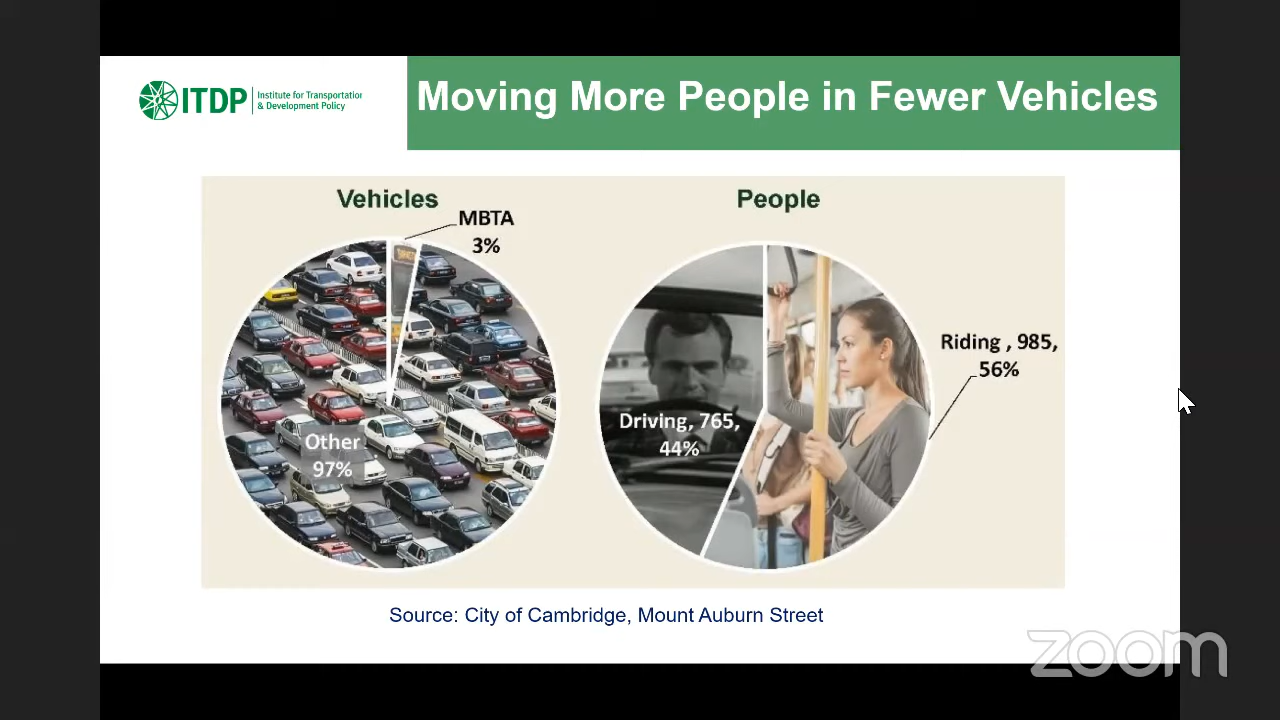 ITDP
Institute for Transportation
& Development Policy
Moving More People in Fewer Vehicles
Vehicles
MBTA
3%
Other
97%
People
Riding , 985,
56%
Driving, 765,
44%
Source: City of Cambridge, Mount Auburn Street
zoom